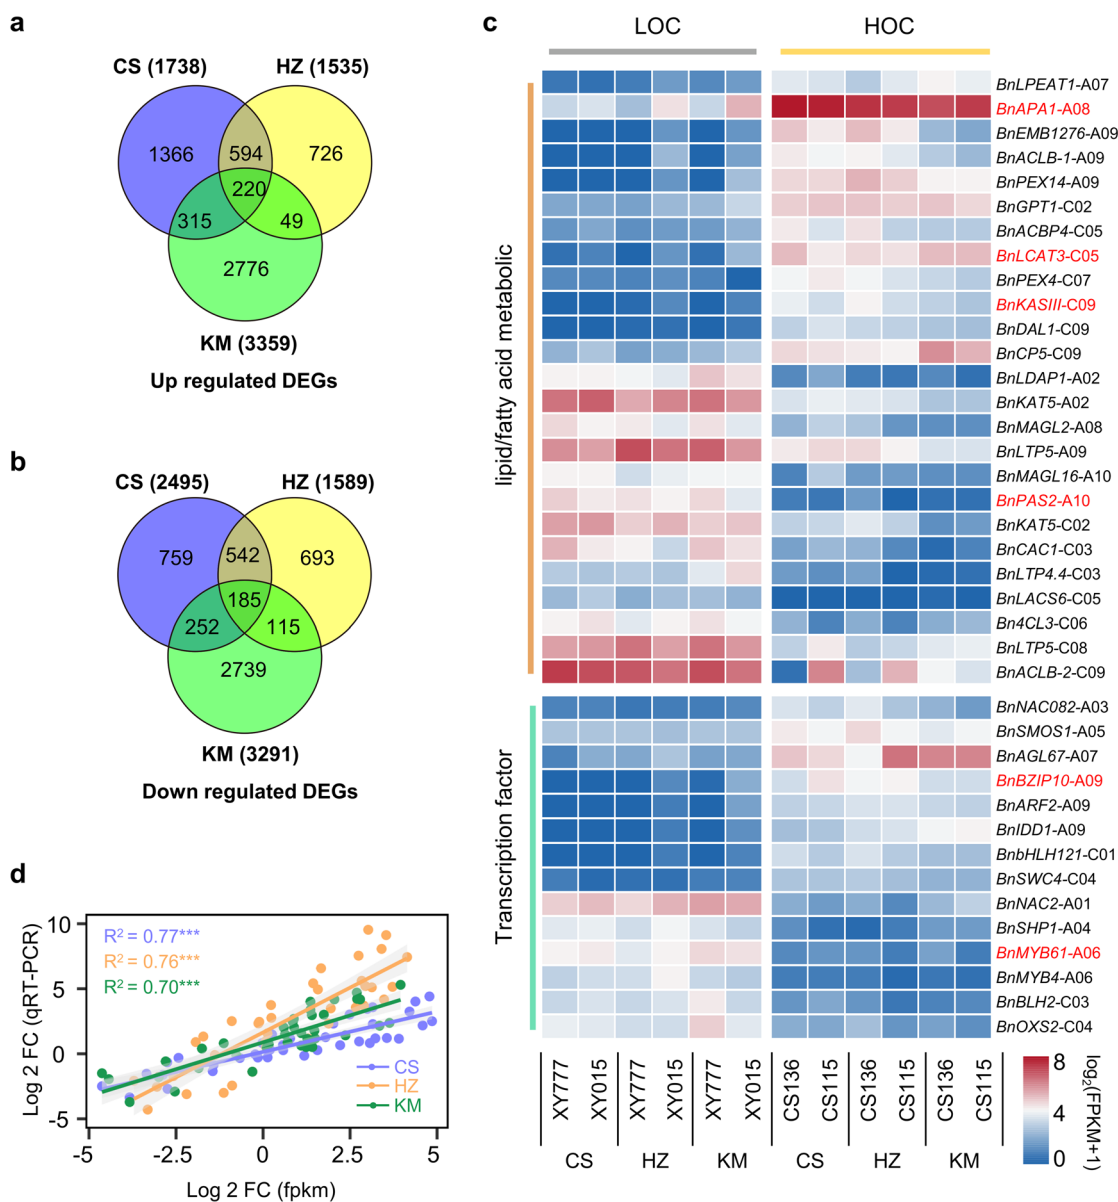 a
CS (1738)
HZ (1535)
1366
594
726
220
315
49
2776
KM (3359)
Up regulated DEGs
b
CS (2495)
HZ (1589)
759
542
693
185
252
115
2739
KM (3291)
Down regulated DEGs
c
LOC
HOC
lipid/fatty acid metabolic
BnLPEAT1-A07
BnAPA1-A08
BnEMB1276-A09
BnACLB-1-A09
BnPEX14-A09
BnGPT1-C02
BnACBP4-C05
BnLCAT3-C05
BnPEX4-C07
BnKASIII-C09
BnDAL1-C09
BnCP5-C09
BnLDAP1-A02
BnKAT5-A02
BnMAGL2-A08
BnLTP5-A09
BnMAGL16-A10
BnPAS2-A10
BnKAT5-C02
BnCAC1-C03
BnLTP4.4-C03
BnLACS6-C05
Bn4CL3-C06
BnLTP5-C08
BnACLB-2-C09
Transcription factor
BnNAC082-A03
BnSMOS1-A05
BnAGL67-A07
BnBZIP10-A09
BnARF2-A09
BnIDD1-A09
BnbHLH121-C01
BnSWC4-C04
BnNAC2-A01
BnSHP1-A04
BnMYB61-A06
BnMYB4-A06
BnBLH2-C03
BnOXS2-C04
XY777
XY015
XY777
XY015
XY777
XY015
CS136
CS115
CS136
CS115
CS136
CS115
CS
HZ
KM
CS
HZ
KM
8
4
0
log2(FPKM+1)
d
R² = 0.77***
R² = 0.76***
R² = 0.70***
Log 2 FC (qRT-PCR)
10
5
0
-5
CS
HZ
KM
-5
-2.5
0
2.5
5
Log 2 FC (fpkm)